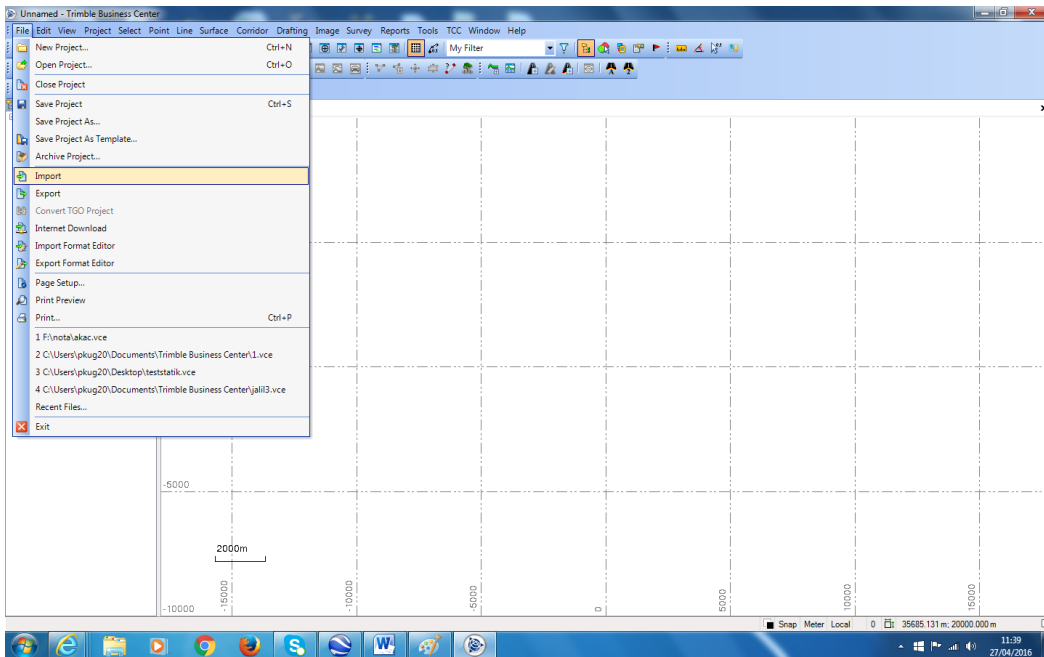 Unnamed - Trimble Business Center
File Edit View Project Select Point Line Surface Corridor Drafting Image Survey Reports Tools TCC Window Help
New Project... Ctrl+N
My Filter
Open Project... Ctrl+O
Close Project
Save Project Ctrl+S
Save Project As...
Save Project As Template...
Archive Project...
Import
Export
Convert TGO Project
Internet Download
Import Format Editor
Export Format Editor
Page Setup...
Print Preview
Print... Ctrl+P
1 F:\nota\akac.vce
2 C:\Users\pkug20\Documents\Trimble Business Center\1.vce
3 C:\Users\pkug20\Desktop\teststatik.vce
4 C:\Users\pkug20\Documents\Trimble Business Center\jalil3.vce
Recent Files...
Exit
-5000
2000m
-10000
-15000
-10000
-5000
0
5000
10000
15000
Snap Meter Local 0 35685.131 m; 20000.000 m
11:39
27/04/2016